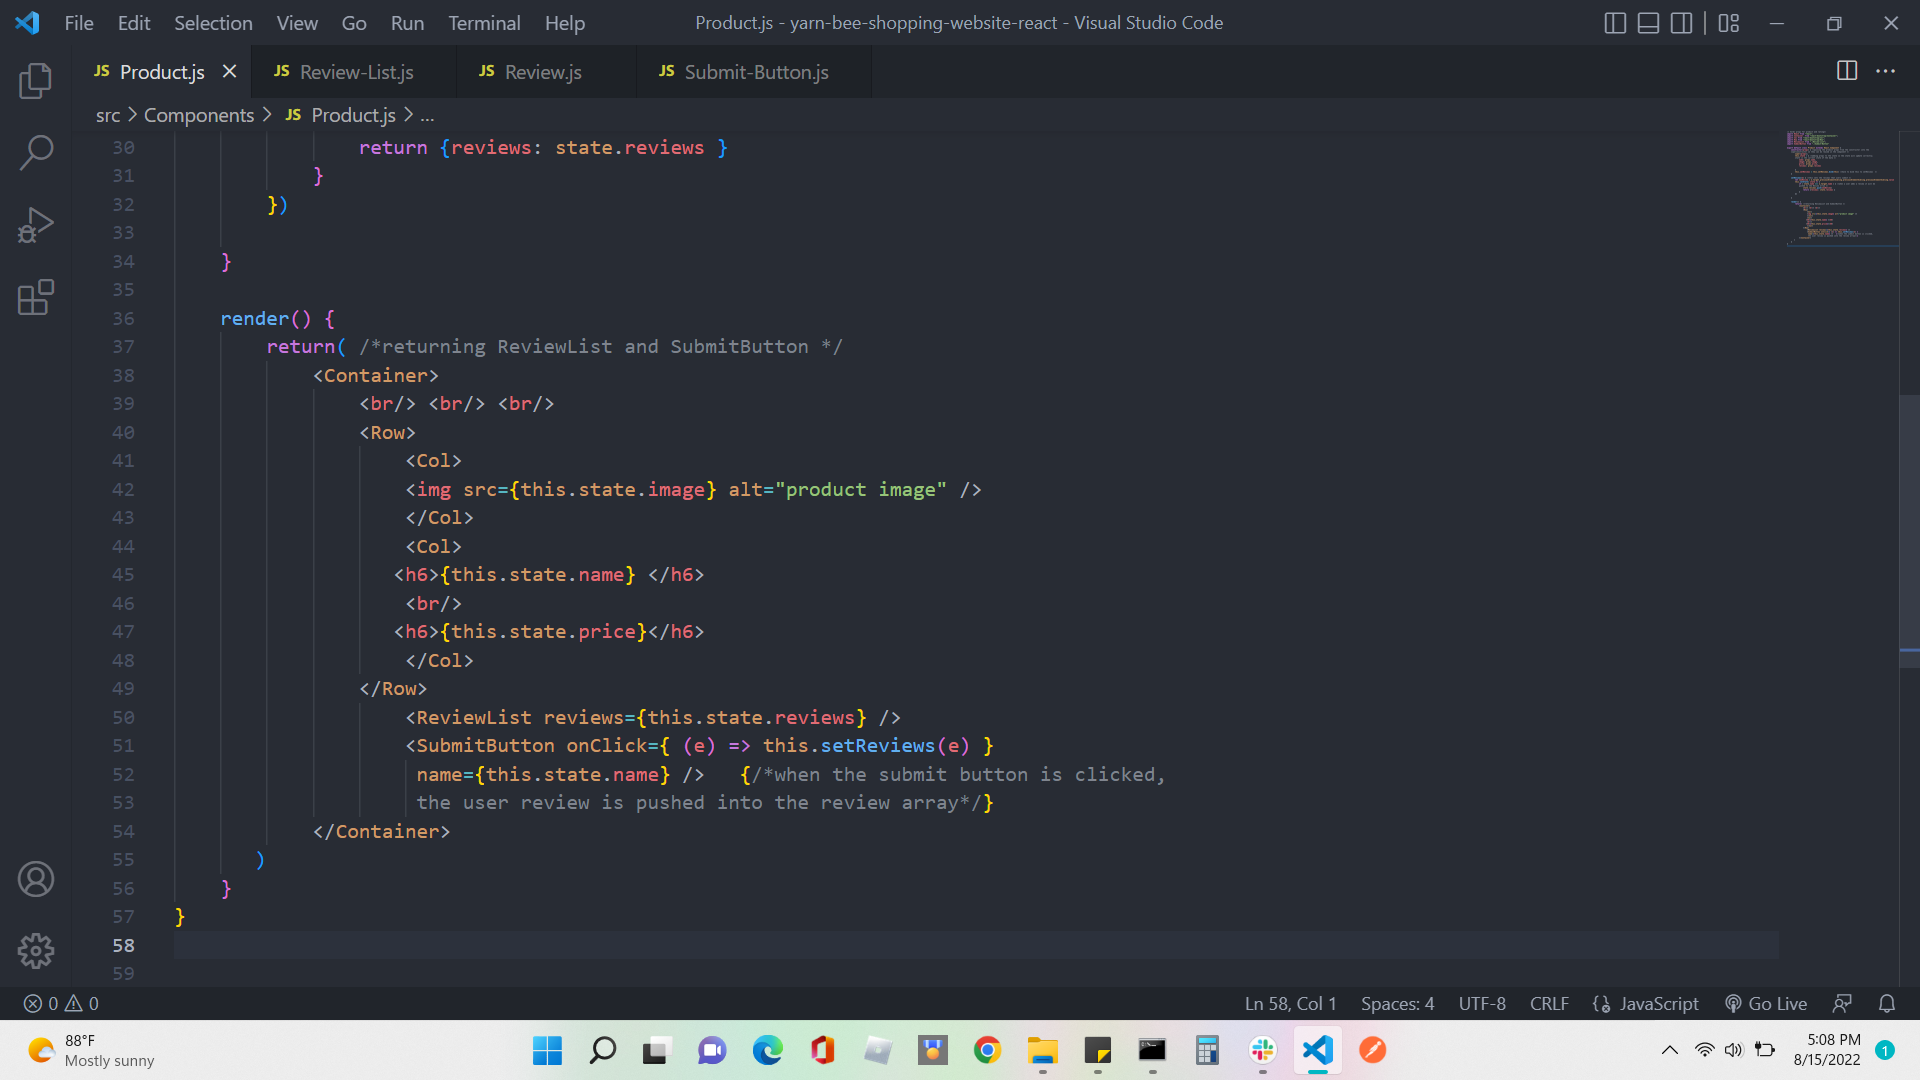 File Edit Selection View Go Run Terminal Help
Product.js - yarn-bee-shopping-website-react - Visual Studio Code
JS Product.js
JS Review-List.js
JS Review.js
JS Submit-Button.js
src > Components > JS Product.js > ...
30 return {reviews: state.reviews }
31 }
32 })
33
34 }
35
36 render() {
37 return( /*returning ReviewList and SubmitButton */
38 <Container>
39 <br/> <br/> <br/>
40 <Row>
41 <Col>
42 <img src={this.state.image} alt="product image" />
43 </Col>
44 <Col>
45 <h6>{this.state.name} </h6>
46 <br/>
47 <h6>{this.state.price}</h6>
48 </Col>
49 </Row>
50 <ReviewList reviews={this.state.reviews} />
51 <SubmitButton onClick={ (e) => this.setReviews(e) }
52 name={this.state.name} /> {/*when the submit button is clicked,
53 the user review is pushed into the review array*/}
54 </Container>
55 )
56 }
57 }
58
59
0 0
Ln 58, Col 1 Spaces: 4 UTF-8 CRLF JavaScript Go Live
88°F
Mostly sunny
5:08 PM
8/15/2022
1